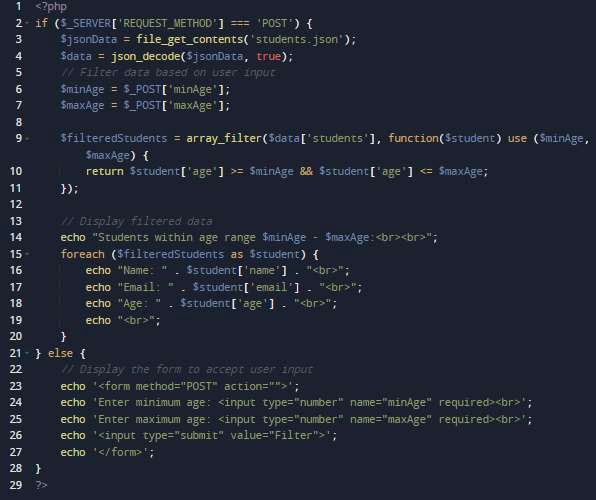 1 <?php
2 if ($_SERVER['REQUEST_METHOD'] === 'POST') {
3 $jsonData = file_get_contents('students.json');
4 $data = json_decode($jsonData, true);
5 // Filter data based on user input
6 $minAge = $_POST['minAge'];
7 $maxAge = $_POST['maxAge'];
8
9 $filteredStudents = array_filter($data['students'], function($student) use ($minAge,
$maxAge) {
10 return $student['age'] >= $minAge && $student['age'] <= $maxAge;
11 });
12
13 // Display filtered data
14 echo "Students within age range $minAge - $maxAge:<br><br>";
15 foreach ($filteredStudents as $student) {
16 echo "Name: " . $student['name'] . "<br>";
17 echo "Email: " . $student['email'] . "<br>";
18 echo "Age: " . $student['age'] . "<br>";
19 echo "<br>";
20 }
21 } else {
22 // Display the form to accept user input
23 echo '<form method="POST" action="">';
24 echo 'Enter minimum age: <input type="number" name="minAge" required><br>';
25 echo 'Enter maximum age: <input type="number" name="maxAge" required><br>';
26 echo '<input type="submit" value="Filter">';
27 echo '</form>';
28 }
29 ?>